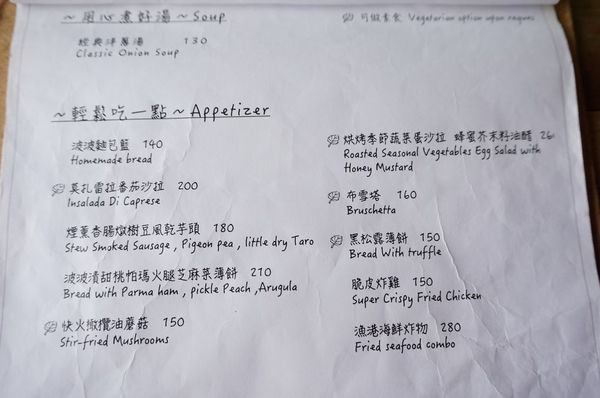 ～用心煮好湯～Soup
可做素食 Vegetarian option upon request
經典洋蔥湯 130
Classic Onion Soup
～輕鬆吃一點～Appetizer
波波麵包籃 140
Homemade bread
莫扎雷拉番茄沙拉 200
Insalada Di Caprese
煙薰香腸燉樹豆風乾芋頭 180
Stew Smoked Sausage , Pigeon pea , little dry Taro
波波漬甜桃帕瑪火腿芝麻菜薄餅 210
Bread with Parma ham , pickle Peach ,Arugula
快火橄欖油蘑菇 150
Stir-fried Mushrooms
烘烤季節蔬菜蛋沙拉 蜂蜜芥末籽油醋 26
Roasted Seasonal Vegetables Egg Salad with
Honey Mustard
布雪塔 160
Bruschetta
黑松露薄餅 150
Bread With truffle
脆皮炸雞 150
Super Crispy Fried Chicken
漁港海鮮炸物 280
Fried seafood combo